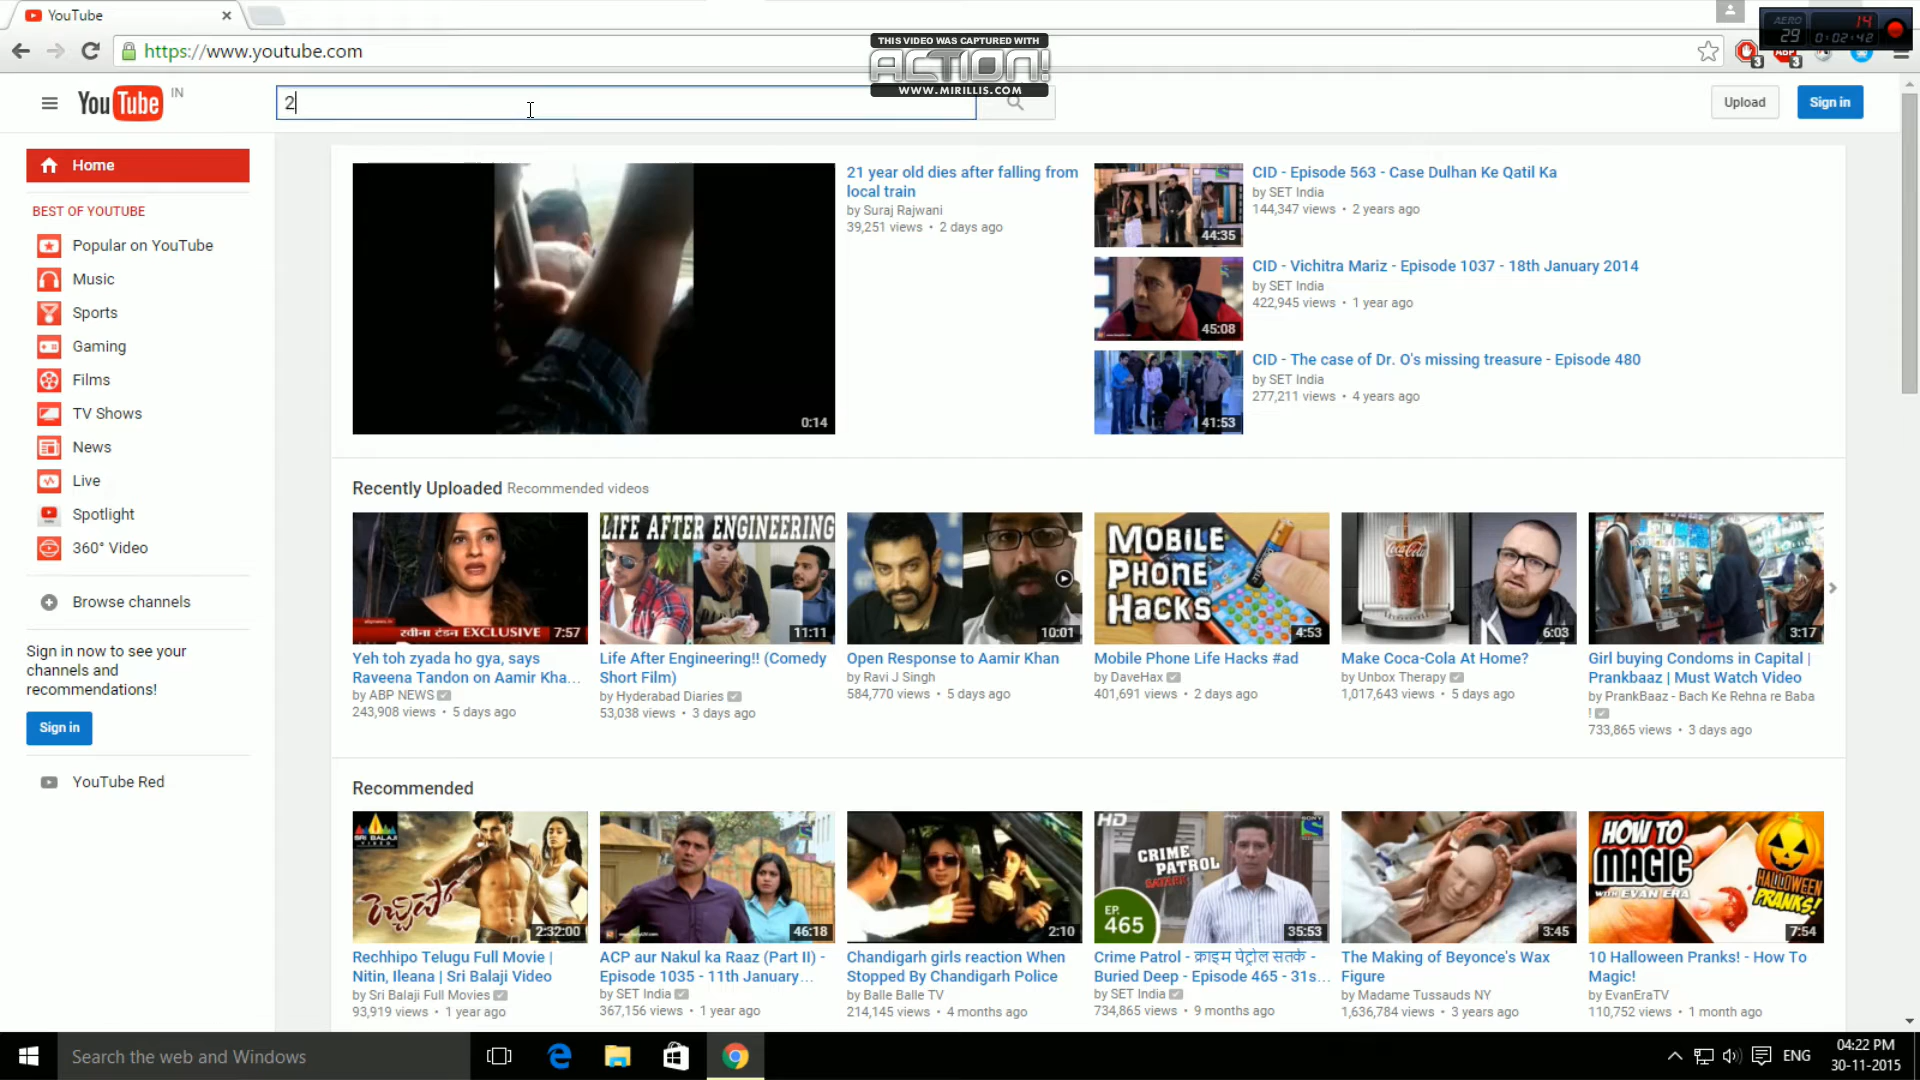 YouTube
https://www.youtube.com
THIS VIDEO WAS CAPTURED WITH
ACTION!
WWW.MIRILLIS.COM
AERO
29
14
0:02:42
3
ABP
3
YouTube IN
2
Upload
Sign in
Home
BEST OF YOUTUBE
Popular on YouTube
Music
Sports
Gaming
Films
TV Shows
News
Live
Spotlight
360° Video
Browse channels
Sign in now to see your
channels and
recommendations!
Sign in
YouTube Red
0:14
21 year old dies after falling from
local train
by Suraj Rajwani
39,251 views • 2 days ago
44:35
CID - Episode 563 - Case Dulhan Ke Qatil Ka
by SET India
144,347 views • 2 years ago
45:08
CID - Vichitra Mariz - Episode 1037 - 18th January 2014
by SET India
422,945 views • 1 year ago
41:53
CID - The case of Dr. O's missing treasure - Episode 480
by SET India
277,211 views • 4 years ago
Recently Uploaded Recommended videos
रवीना टंडन EXCLUSIVE 7:57
Yeh toh zyada ho gya, says
Raveena Tandon on Aamir Kha...
by ABP NEWS
243,908 views • 5 days ago
LIFE AFTER ENGINEERING
11:11
Life After Engineering!! (Comedy
Short Film)
by Hyderabad Diaries
53,038 views • 3 days ago
10:01
Open Response to Aamir Khan
by Ravi J Singh
584,770 views • 5 days ago
MOBILE
PHONE
HACKS
4:53
Mobile Phone Life Hacks #ad
by DaveHax
401,691 views • 2 days ago
Coca-Cola
6:03
Make Coca-Cola At Home?
by Unbox Therapy
1,017,643 views • 5 days ago
3:17
Girl buying Condoms in Capital |
Prankbaaz | Must Watch Video
by PrankBaaz - Bach Ke Rehna re Baba
!
733,865 views • 3 days ago
Recommended
SRI BALAJI
VIDEO
రెచ్చిపో
2:32:00
Rechhipo Telugu Full Movie |
Nitin, Ileana | Sri Balaji Video
by Sri Balaji Full Movies
93,919 views • 1 year ago
46:18
ACP aur Nakul ka Raaz (Part II) -
Episode 1035 - 11th January...
by SET India
367,156 views • 1 year ago
2:10
Chandigarh girls reaction When
Stopped By Chandigarh Police
by Balle Balle TV
214,145 views • 4 months ago
HD
CRIME
PATROL
SATARK
EP.
465
35:53
Crime Patrol - क्राइम पेट्रोल सतर्क -
Buried Deep - Episode 465 - 31s...
by SET India
734,865 views • 9 months ago
3:45
The Making of Beyonce's Wax
Figure
by Madame Tussauds NY
1,636,784 views • 3 years ago
HOW TO
MAGIC
WITH EVAN ERA
HALLOWEEN
PRANKS!
7:54
10 Halloween Pranks! - How To
Magic!
by EvanEraTV
110,752 views • 1 month ago
Search the web and Windows
ENG
04:22 PM
30-11-2015